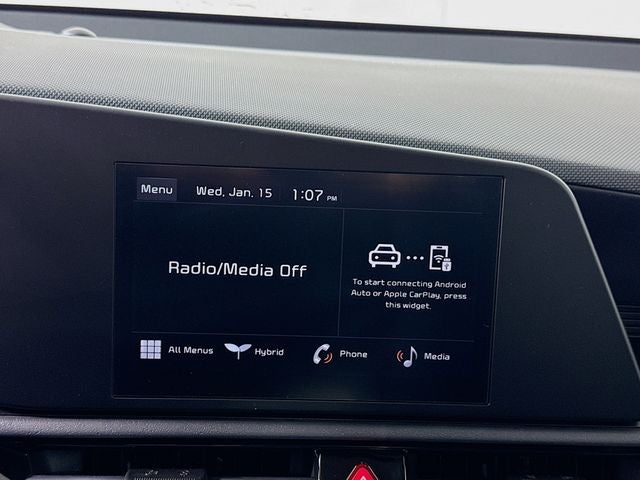 Menu Wed, Jan. 15 1:07 PM
Radio/Media Off
To start connecting Android
Auto or Apple CarPlay, press
this widget.
All Menus Hybrid Phone Media